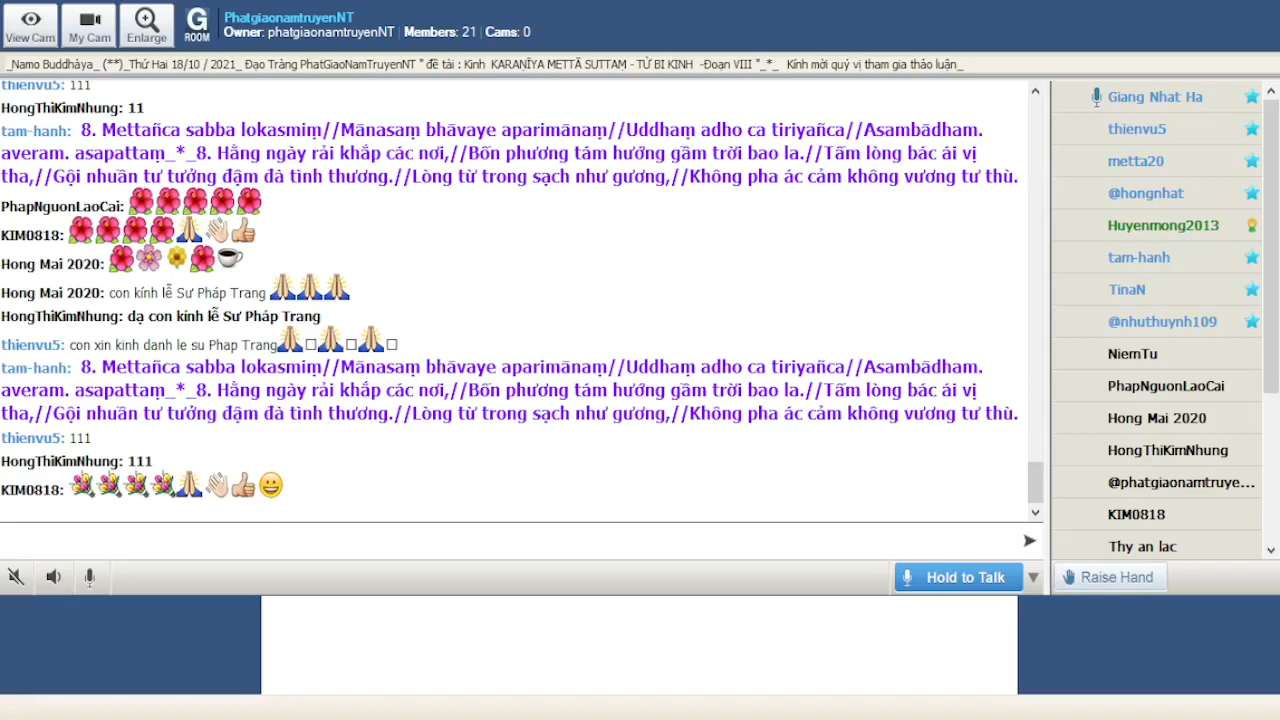 View Cam
My Cam
Enlarge
G
ROOM
PhatgiaonamtruyenNT
Owner: phatgiaonamtruyenNT | Members: 21 | Cams: 0
_Namo Buddhàya_ (**)_Thứ Hai 18/10 / 2021_ Đạo Tràng PhatGiaoNamTruyenNT " đề tài : Kinh KARAṆĪYA METTĀ SUTTAM - TỪ BI KINH -Đoạn VIII "_*_ Kính mời quý vị tham gia thảo luận_
thienvu5: 111
HongThiKimNhung: 11
tam-hanh: 8. Mettañca sabba lokasmiṃ//Mānasaṃ bhāvaye aparimānaṃ//Uddhaṃ adho ca tiriyañca//Asambādham.
averam. asapattaṃ_*_8. Hằng ngày rải khắp các nơi,//Bốn phương tám hướng gầm trời bao la.//Tấm lòng bác ái vị
tha,//Gội nhuần tư tưởng đậm đà tình thương.//Lòng từ trong sạch như gương,//Không pha ác cảm không vương tư thù.
PhapNguonLaoCai: 🌺🌺🌺🌺🌺
KIM0818: 🌺🌺🌺🌺🙏👋👍
Hong Mai 2020: 🌺🌸🌻🌺☕
Hong Mai 2020: con kính lễ Sư Pháp Trang 🙏🙏🙏
HongThiKimNhung: dạ con kính lễ Sư Pháp Trang
thienvu5: con xin kinh danh le su Phap Trang🙏□🙏□🙏□
tam-hanh: 8. Mettañca sabba lokasmiṃ//Mānasaṃ bhāvaye aparimānaṃ//Uddhaṃ adho ca tiriyañca//Asambādham.
averam. asapattaṃ_*_8. Hằng ngày rải khắp các nơi,//Bốn phương tám hướng gầm trời bao la.//Tấm lòng bác ái vị
tha,//Gội nhuần tư tưởng đậm đà tình thương.//Lòng từ trong sạch như gương,//Không pha ác cảm không vương tư thù.
thienvu5: 111
HongThiKimNhung: 111
KIM0818: 💐💐💐💐🙏👋👍😀
Hold to Talk
Giang Nhat Ha
thienvu5
metta20
@hongnhat
Huyenmong2013
tam-hanh
TinaN
@nhuthuynh109
NiemTu
PhapNguonLaoCai
Hong Mai 2020
HongThiKimNhung
@phatgiaonamtruye...
KIM0818
Thy an lac
Raise Hand